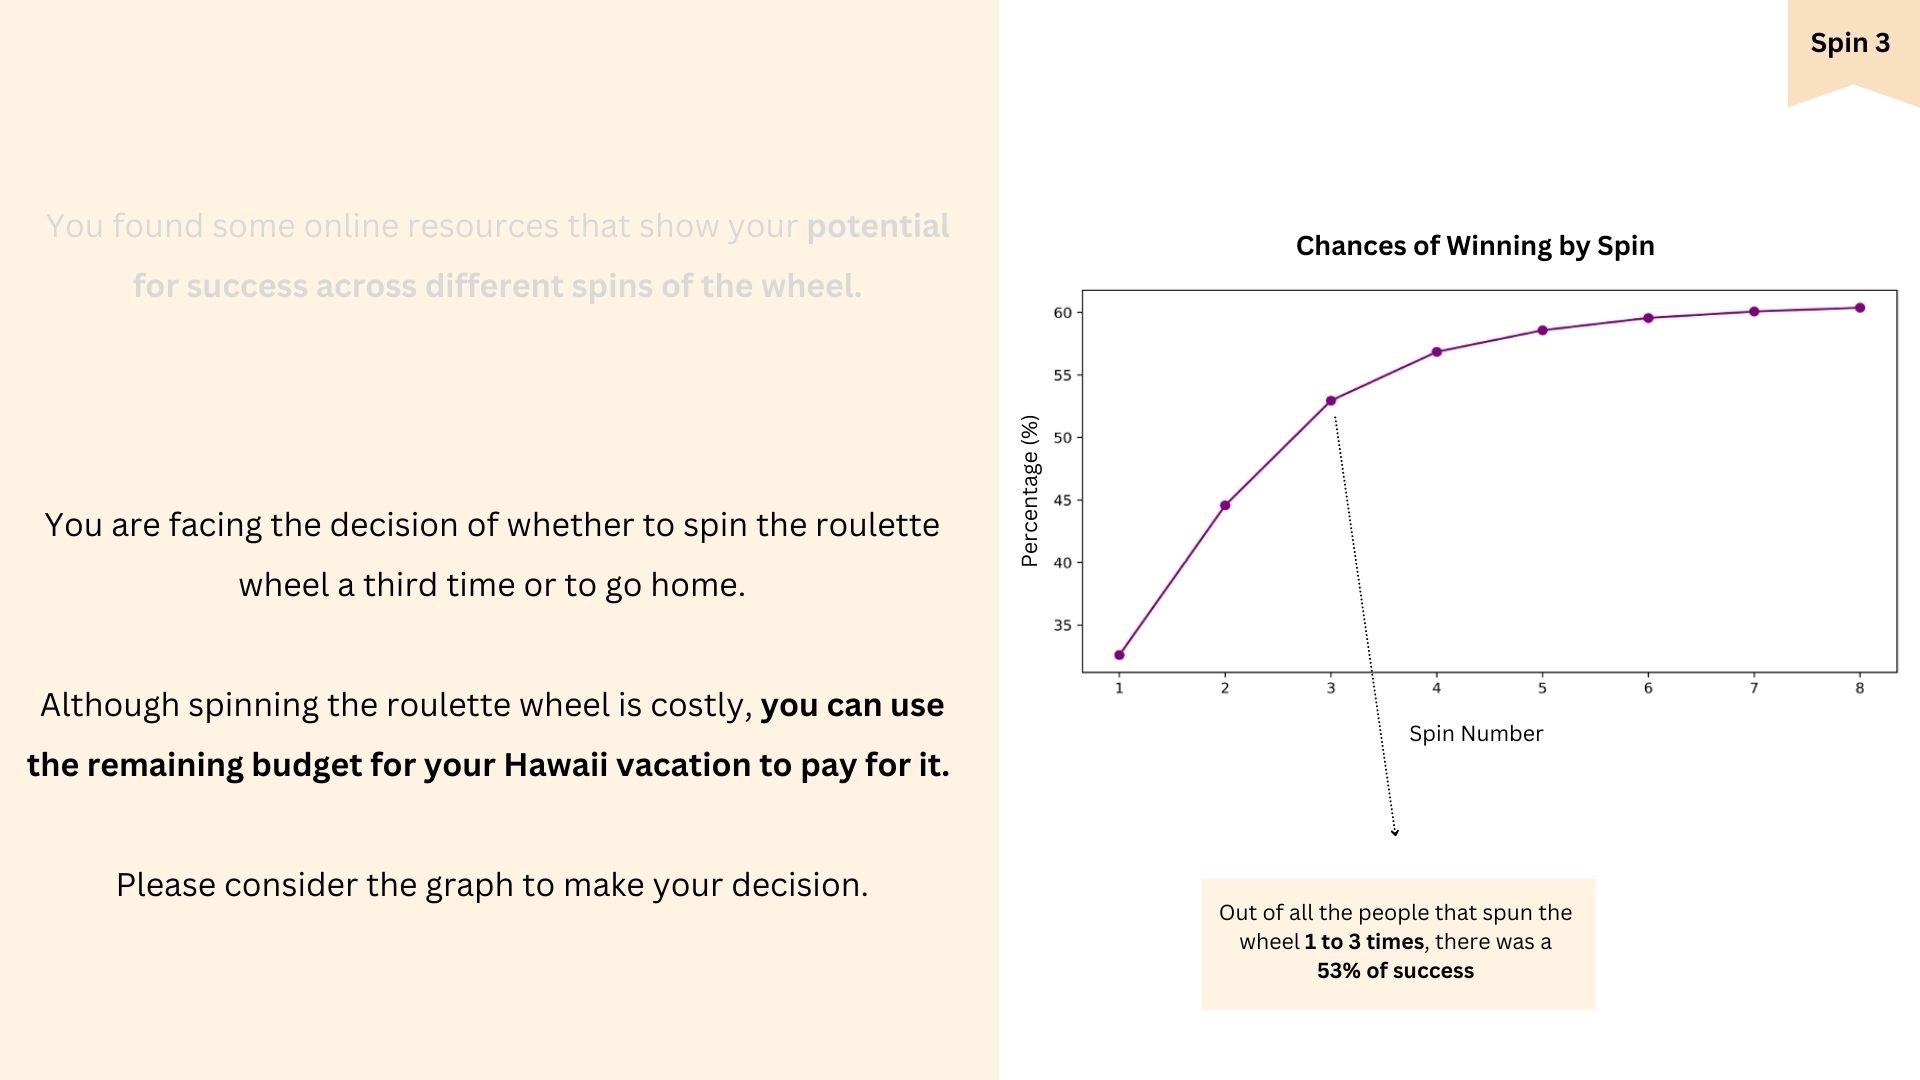 Spin 3
You found some online resources that show your potential
for success across different spins of the wheel.
You are facing the decision of whether to spin the roulette
wheel a third time or to go home.
Although spinning the roulette wheel is costly, you can use
the remaining budget for your Hawaii vacation to pay for it.
Please consider the graph to make your decision.
Chances of Winning by Spin
Percentage (%)
60
55
50
45
40
35
1 2 3 4 5 6 7 8
Spin Number
Out of all the people that spun the
wheel 1 to 3 times, there was a
53% of success